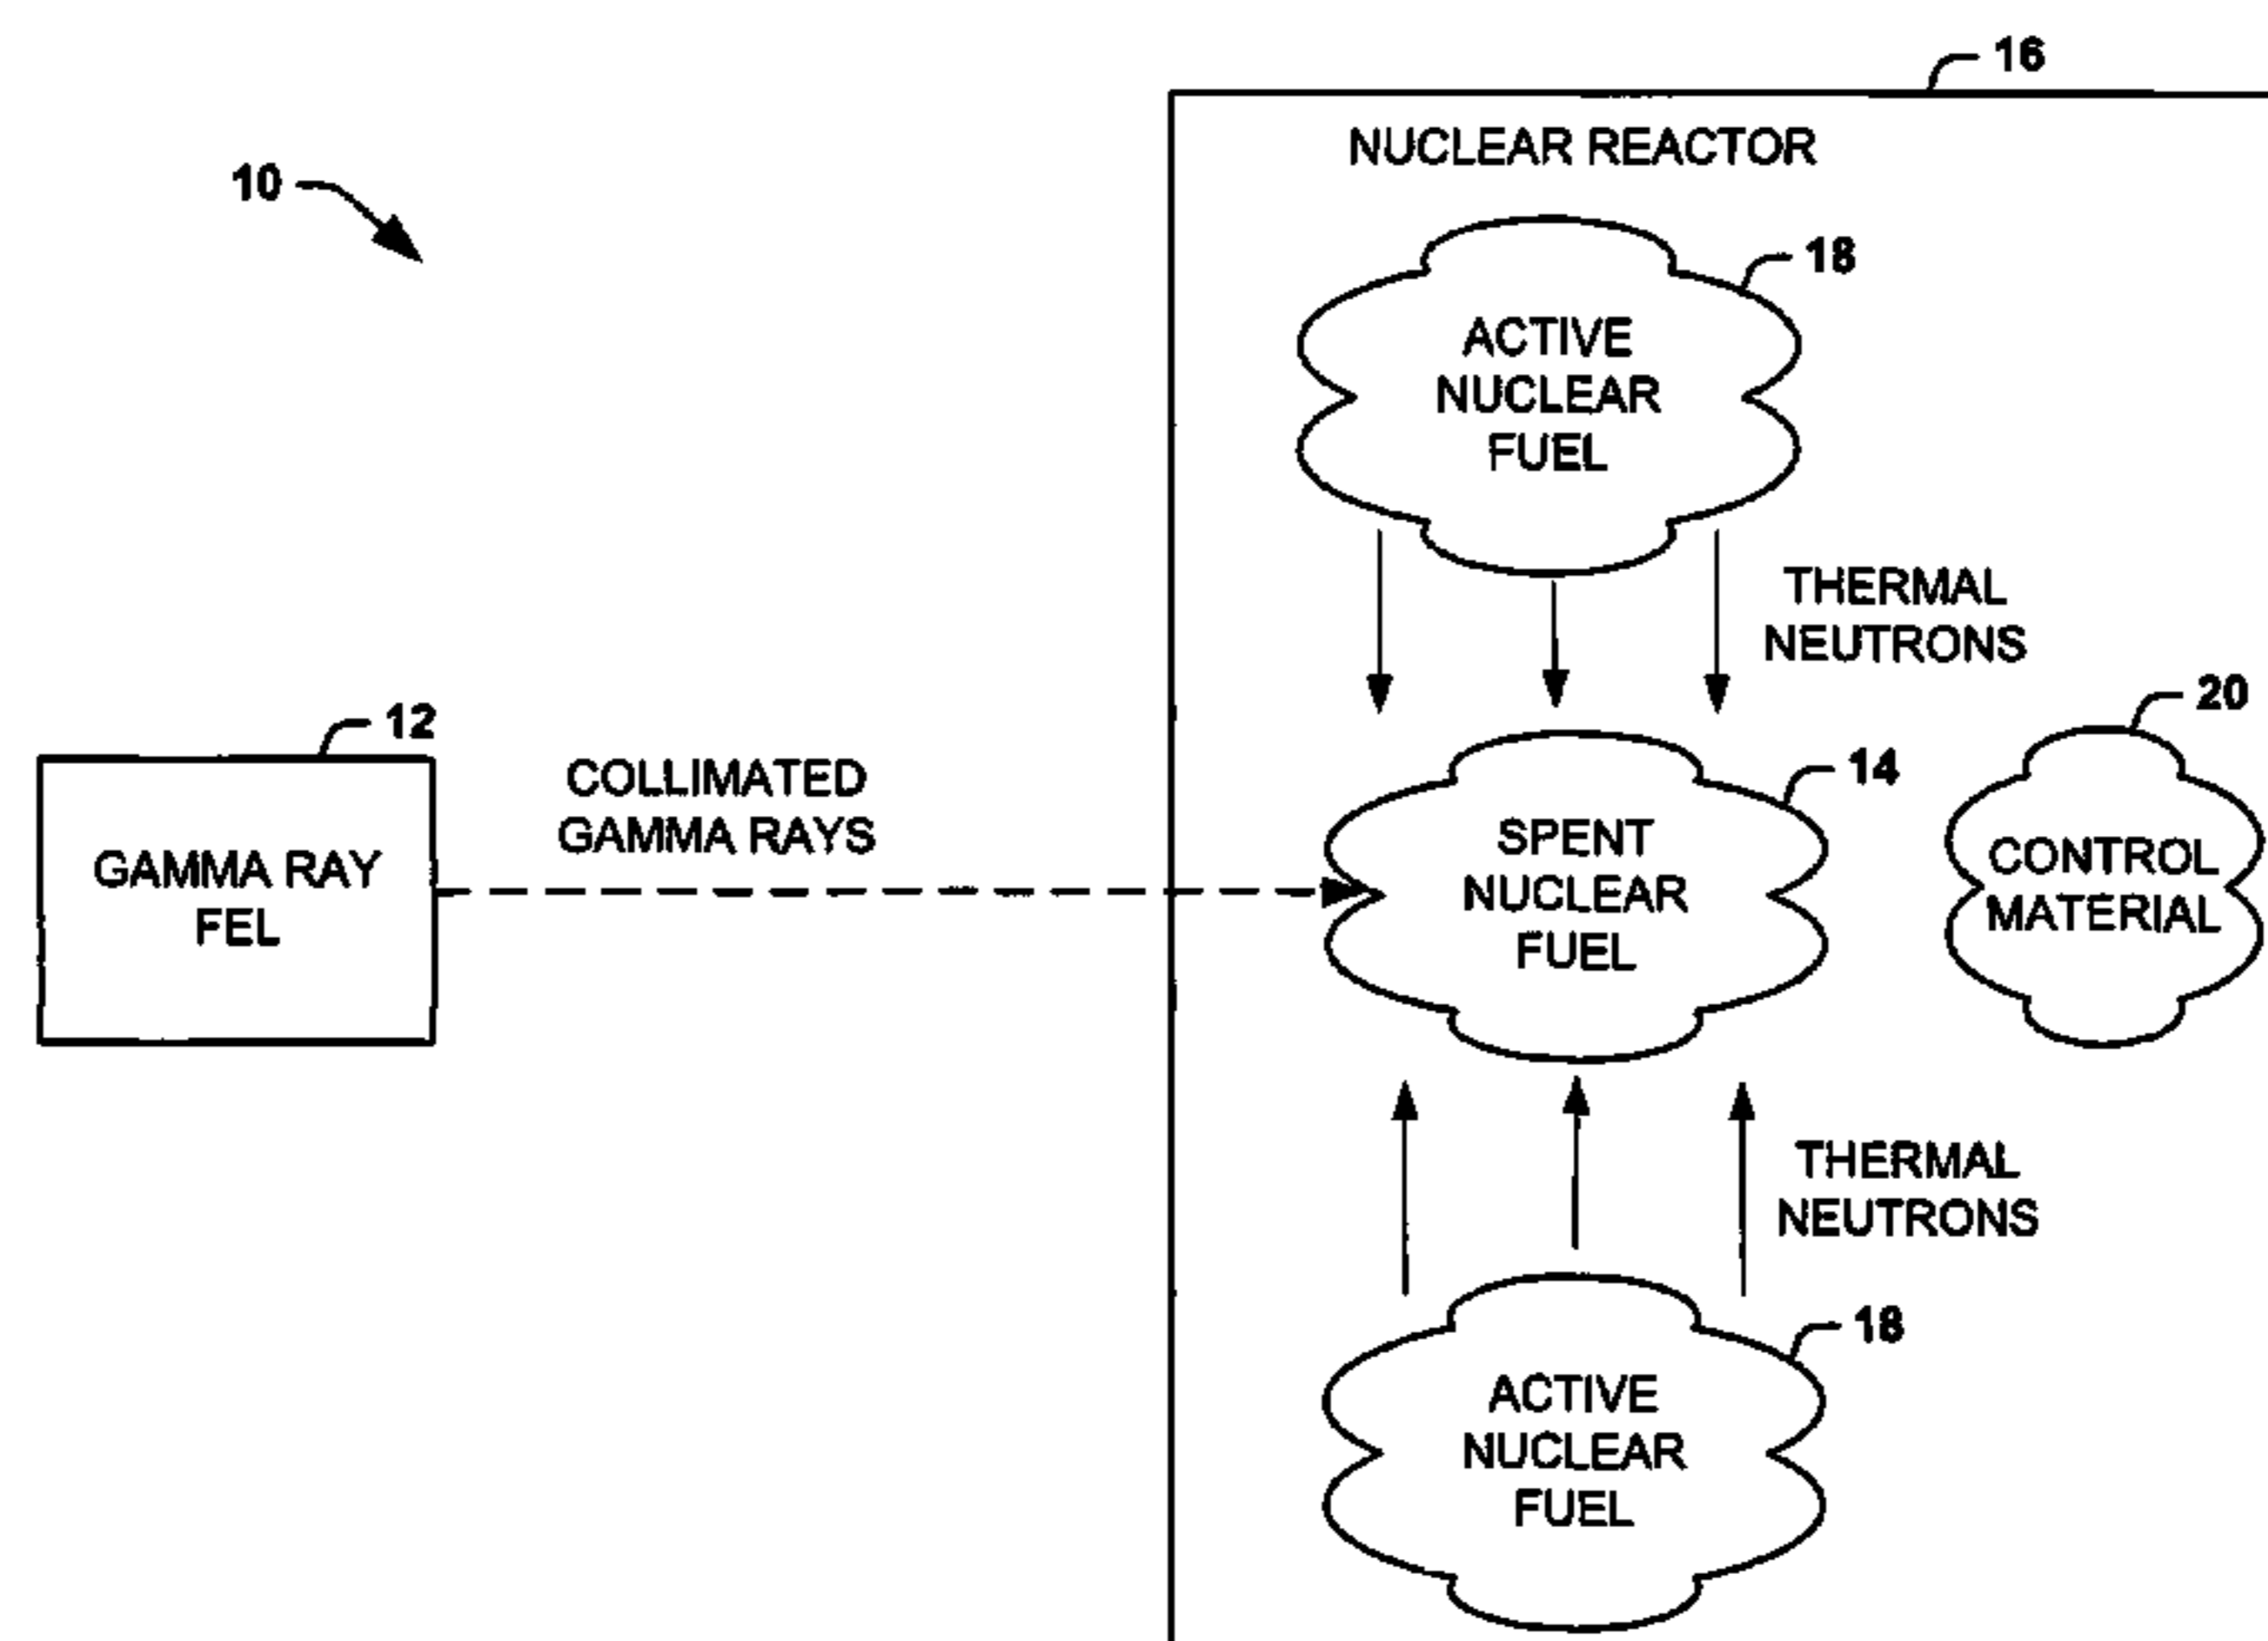 16
NUCLEAR REACTOR
10
18
ACTIVE
NUCLEAR
FUEL
THERMAL
NEUTRONS
20
12
14
COLLIMATED
GAMMA RAYS
GAMMA RAY
FEL
SPENT
NUCLEAR
FUEL
CONTROL
MATERIAL
THERMAL
NEUTRONS
18
ACTIVE
NUCLEAR
FUEL